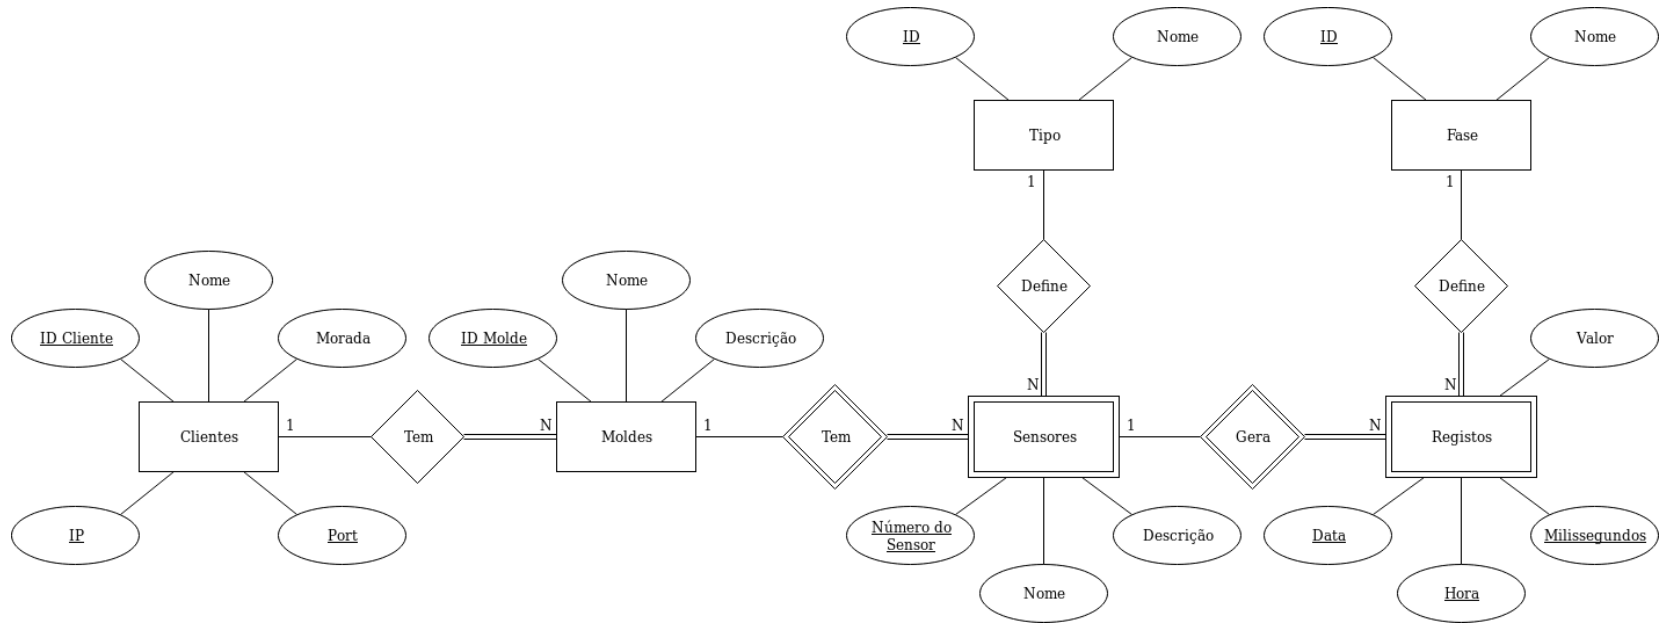 ID
Nome
ID
Nome
Tipo
Fase
1
1
Nome
Nome
Define
Define
ID Cliente
Morada
ID Molde
Descrição
Valor
N
N
1
N
1
N
1
N
Clientes
Tem
Moldes
Tem
Sensores
Gera
Registos
IP
Port
Número do
Sensor
Descrição
Data
Milissegundos
Nome
Hora